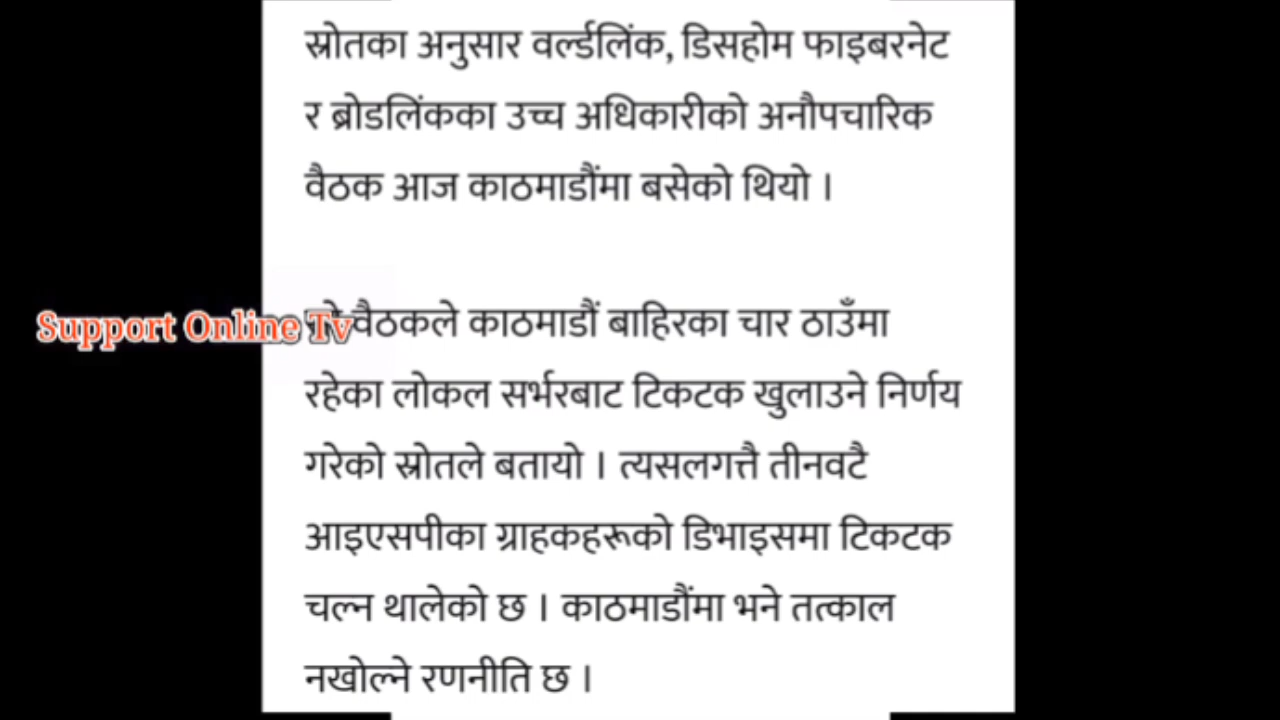 स्रोतका अनुसार वर्ल्डलिंक, डिसहोम फाइबरनेट
र ब्रोडलिंकका उच्च अधिकारीको अनौपचारिक
वैठक आज काठमाडौंमा बसेको थियो ।
Support Online Tv
वैठकले काठमाडौं बाहिरका चार ठाउँमा
रहेका लोकल सर्भरबाट टिकटक खुलाउने निर्णय
गरेको स्रोतले बतायो । त्यसलगत्तै तीनवटै
आइएसपीका ग्राहकहरूको डिभाइसमा टिकटक
चल्न थालेको छ । काठमाडौंमा भने तत्काल
नखोल्ने रणनीति छ ।